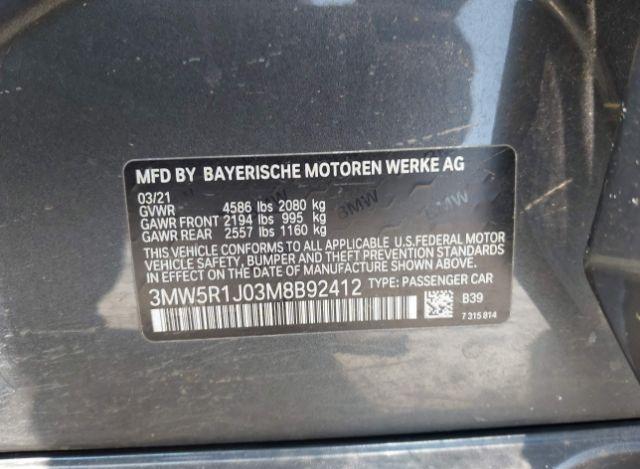 MFD BY BAYERISCHE MOTOREN WERKE AG
03/21
GVWR 4586 lbs 2080 kg
GAWR FRONT 2194 lbs 995 kg
GAWR REAR 2557 lbs 1160 kg
THIS VEHICLE CONFORMS TO ALL APPLICABLE U.S.FEDERAL MOTOR
VEHICLE SAFETY, BUMPER, AND THEFT PREVENTION STANDARDS IN
EFFECT ON THE DATE OF MANUFACTURE SHOWN ABOVE.
3MW5R1J03M8B92412 TYPE: PASSENGER CAR
B39
7 315 814
BMW BMW